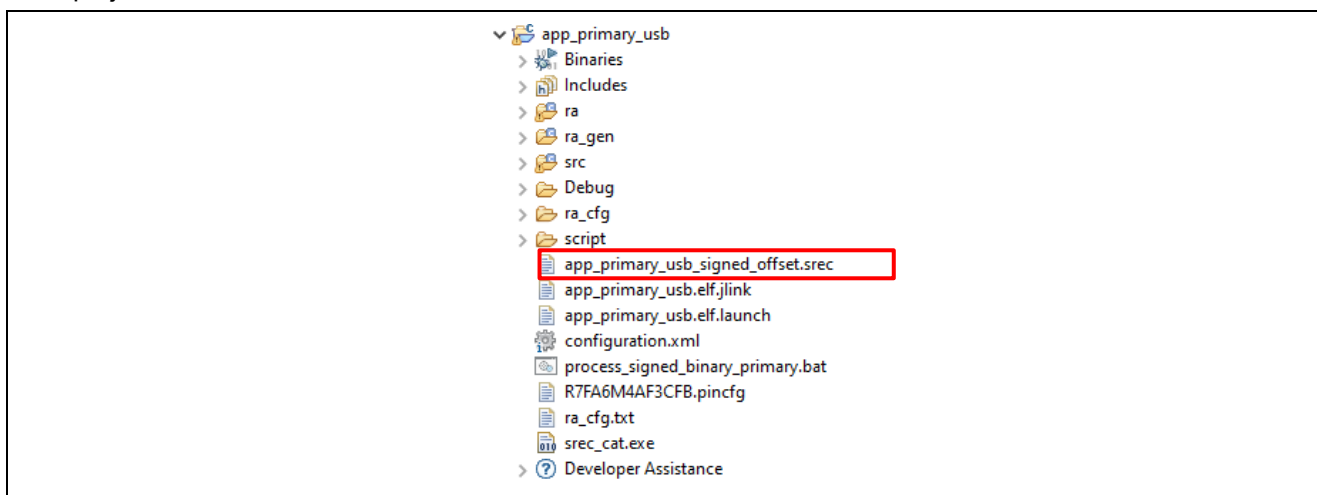 app_primary_usb
Binaries
Includes
ra
ra_gen
src
Debug
ra_cfg
script
app_primary_usb_signed_offset.srec
app_primary_usb.elf.jlink
app_primary_usb.elf.launch
configuration.xml
process_signed_binary_primary.bat
R7FA6M4AF3CFB.pincfg
ra_cfg.txt
srec_cat.exe
Developer Assistance